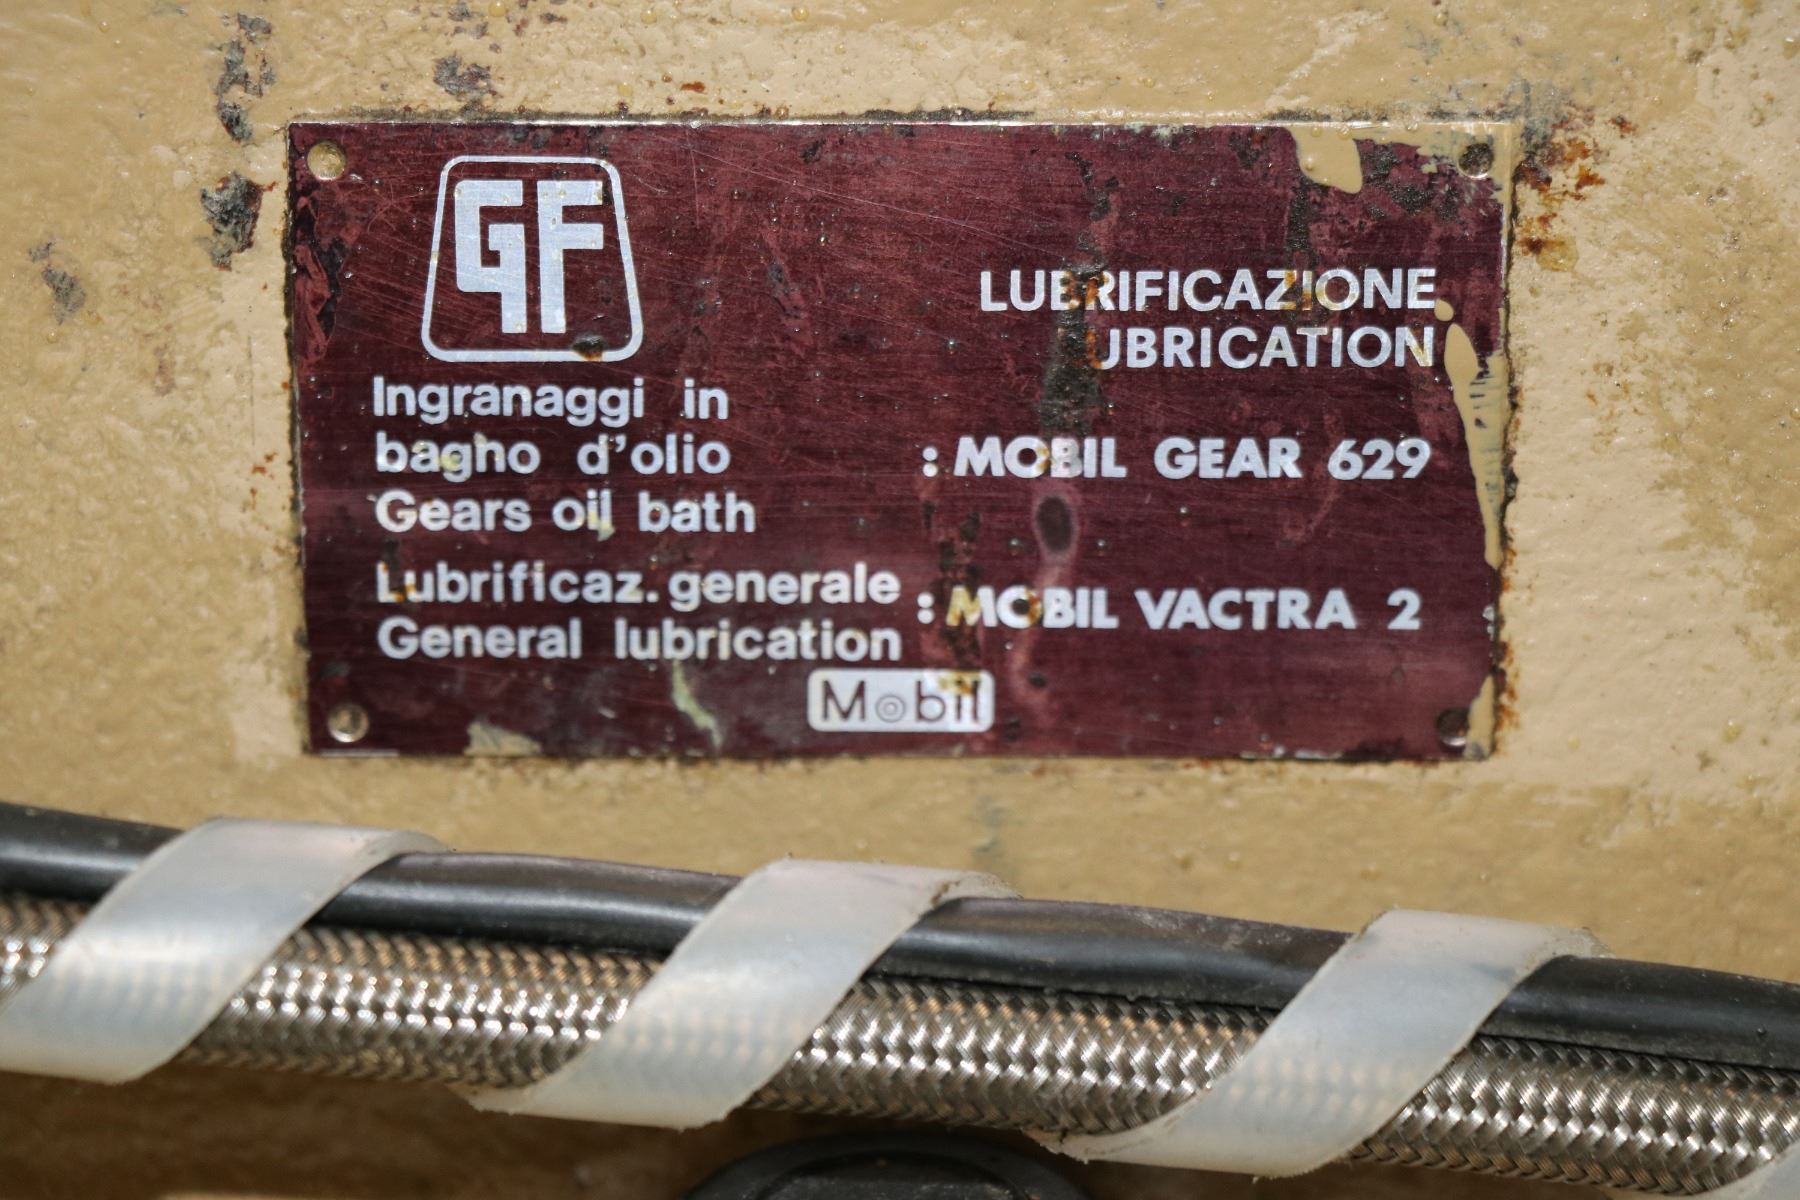 GF
LUBRIFICAZIONE
LUBRICATION
Ingranaggi in
bagno d'olio : MOBIL GEAR 629
Gears oil bath
Lubrificaz. generale : MOBIL VACTRA 2
General lubrication
Mobil